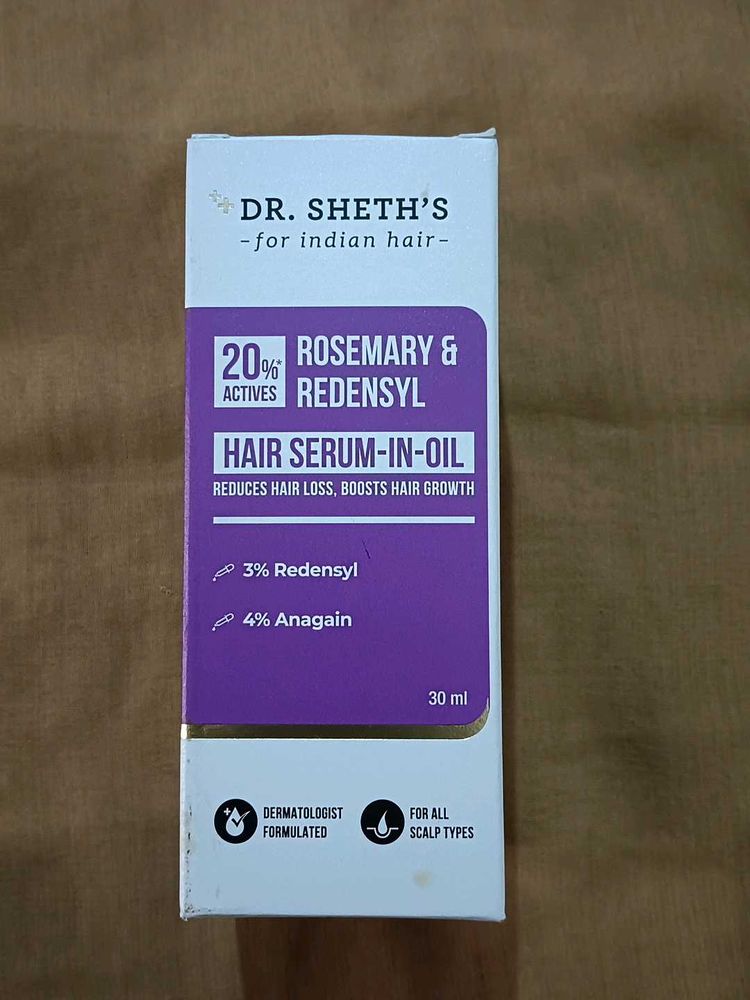 DR. SHETH'S
-for indian hair-
20%* ACTIVES
ROSEMARY &
REDENSYL
HAIR SERUM-IN-OIL
REDUCES HAIR LOSS, BOOSTS HAIR GROWTH
3% Redensyl
4% Anagain
30 ml
DERMATOLOGIST
FORMULATED
FOR ALL
SCALP TYPES